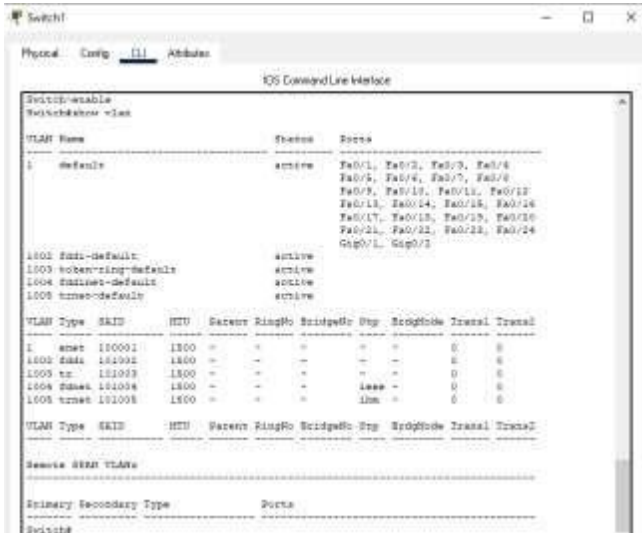 Switch1
Physical Config CLI Attributes
IOS Command Line Interface
Switch>enable
Switch#show vlan
VLAN Name Status Ports
1 default active Fa0/1, Fa0/2, Fa0/3, Fa0/4
Fa0/5, Fa0/6, Fa0/7, Fa0/8
Fa0/9, Fa0/10, Fa0/11, Fa0/12
Fa0/13, Fa0/14, Fa0/15, Fa0/16
Fa0/17, Fa0/18, Fa0/19, Fa0/20
Fa0/21, Fa0/22, Fa0/23, Fa0/24
Gig0/1, Gig0/2
1002 fddi-default active
1003 token-ring-default active
1004 fddinet-default active
1005 trnet-default active
VLAN Type SAID MTU Parent RingNo BridgeNo Stp BrdgMode Trans1 Trans2
1 enet 100001 1500 - - - - - 0 0
1002 fddi 101002 1500 - - - - - 0 0
1003 tr 101003 1500 - - - - - 0 0
1004 fdnet 101004 1500 - - - ieee - 0 0
1005 trnet 101005 1500 - - - ibm - 0 0
VLAN Type SAID MTU Parent RingNo BridgeNo Stp BrdgMode Trans1 Trans2
Remote SPAN VLANs
Primary Secondary Type Ports
Switch#